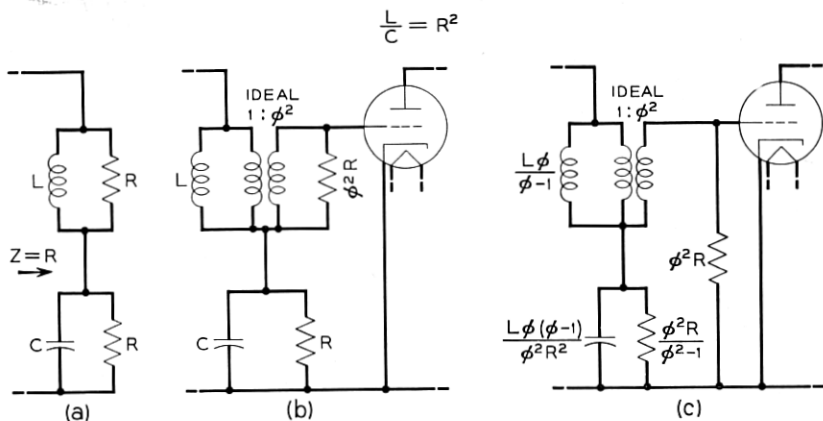 L/C = R²
IDEAL
1:ϕ²
L
R
Z=R
C
R
(a)
L
ϕ²R
C
R
(b)
IDEAL
1:ϕ²
Lϕ
ϕ-1
ϕ²R
Lϕ(ϕ-1)
ϕ²R²
ϕ²R
ϕ²-1
(c)